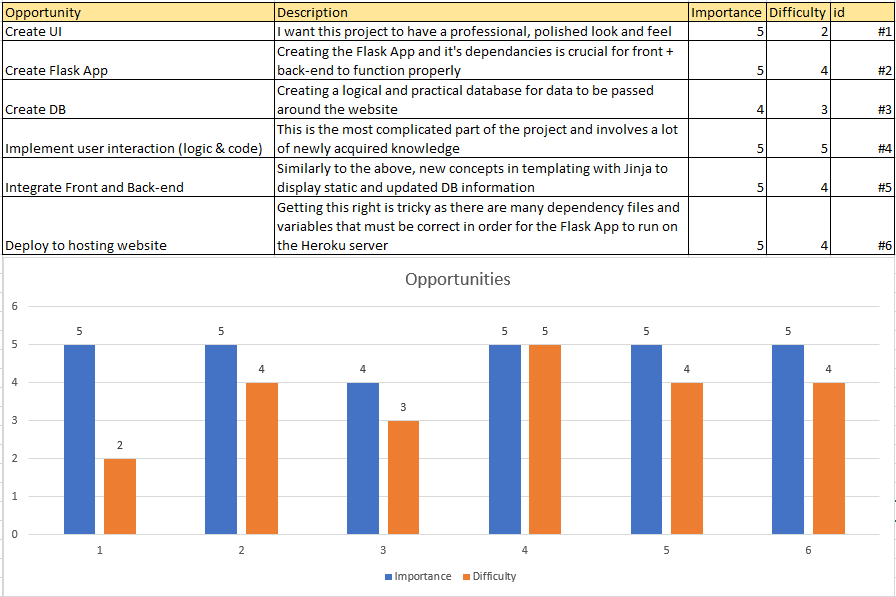 Opportunity Description Importance Difficulty id
Create UI I want this project to have a professional, polished look and feel 5 2 #1
Creating the Flask App and it's dependancies is crucial for front +
Create Flask App back-end to function properly 5 4 #2
Creating a logical and practical database for data to be passed
Create DB around the website 4 3 #3
This is the most complicated part of the project and involves a lot
Implement user interaction (logic & code) of newly acquired knowledge 5 5 #4
Similarly to the above, new concepts in templating with Jinja to
Integrate Front and Back-end display static and updated DB information 5 4 #5
Getting this right is tricky as there are many dependency files and
variables that must be correct in order for the Flask App to run on
Deploy to hosting website the Heroku server 5 4 #6
Opportunities
6
5 5 5 5 5 5
5
4 4 4 4
4
3
3
2
2
1
0
1 2 3 4 5 6
Importance Difficulty